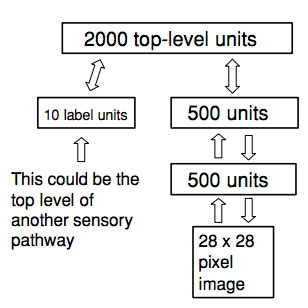 2000 top-level units
10 label units
500 units
500 units
This could be the
top level of
another sensory
pathway
28 x 28
pixel
image